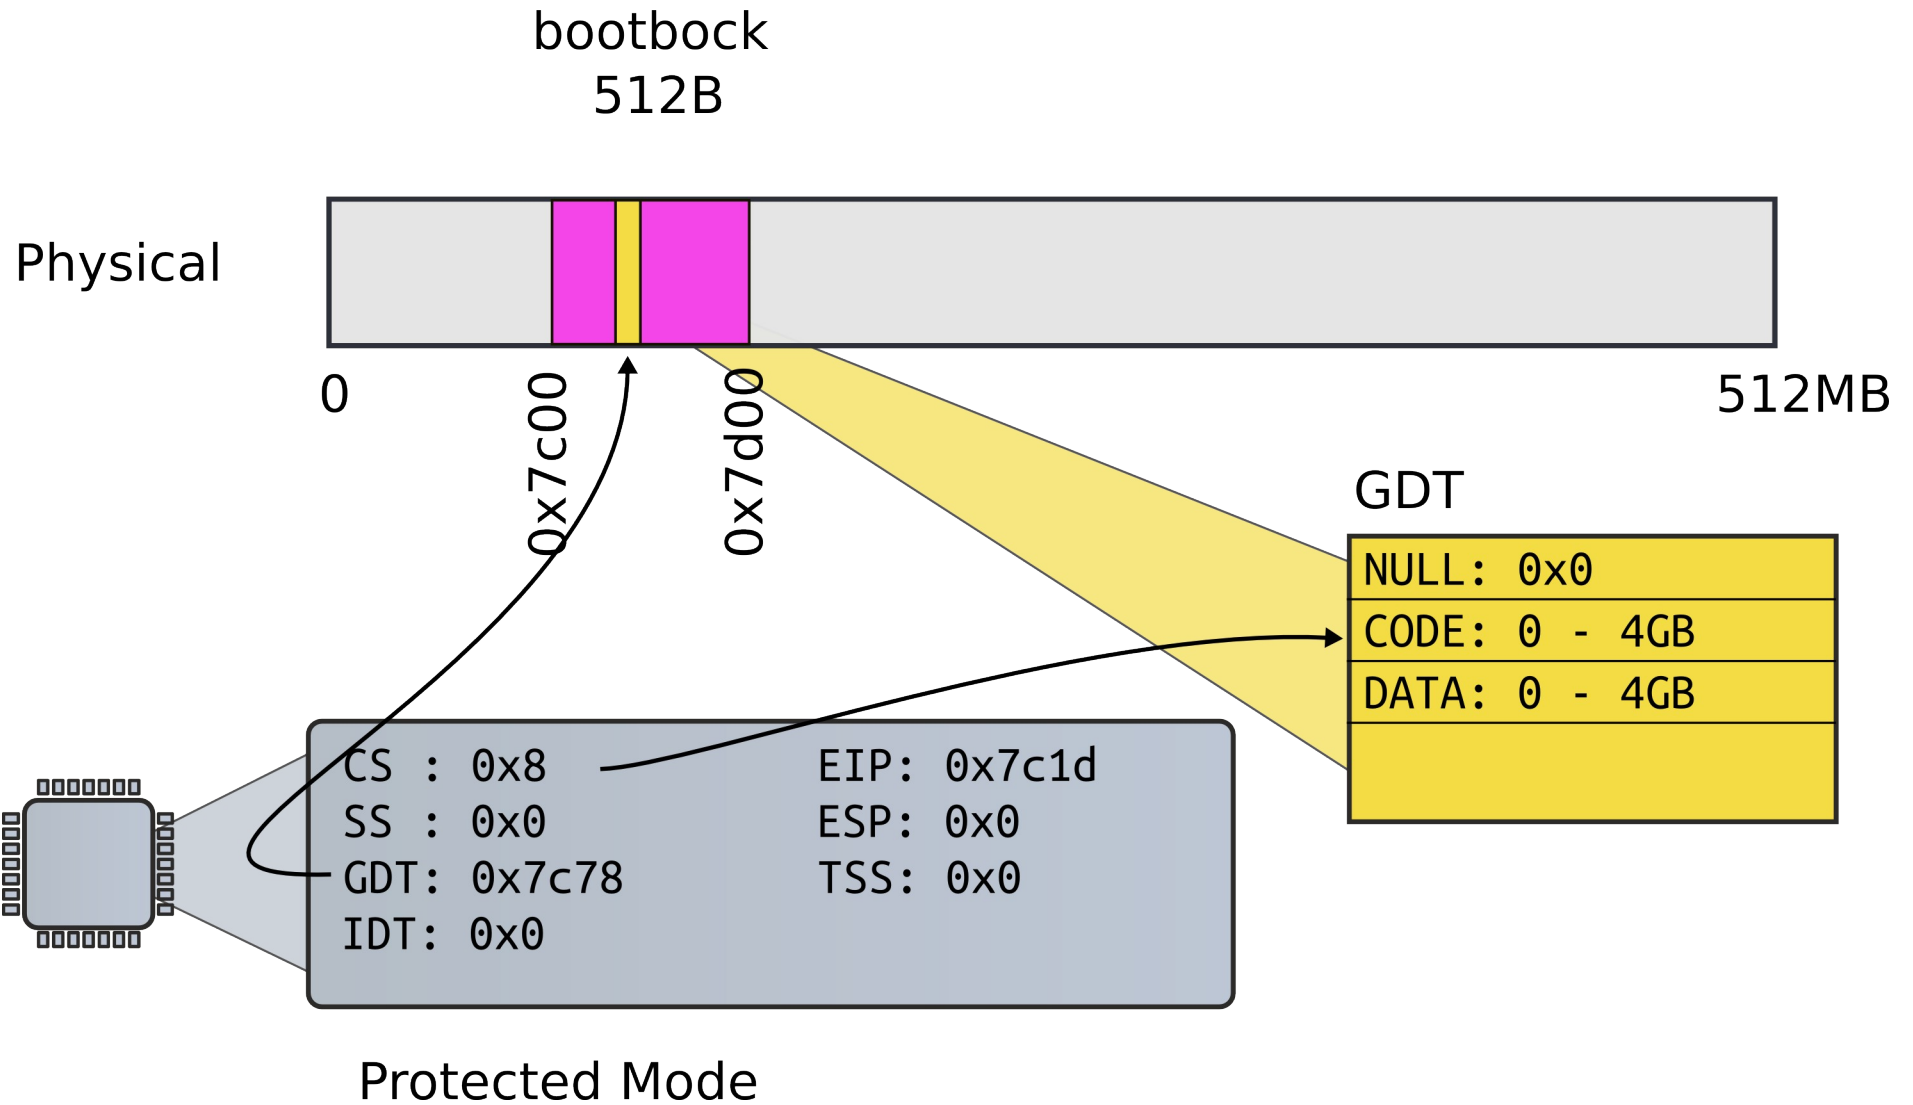 bootbock
512B
Physical
0
0x7c00
0x7d00
512MB
GDT
NULL: 0x0
CODE: 0 - 4GB
DATA: 0 - 4GB
CS : 0x8
EIP: 0x7c1d
SS : 0x0
ESP: 0x0
GDT: 0x7c78
TSS: 0x0
IDT: 0x0
Protected Mode